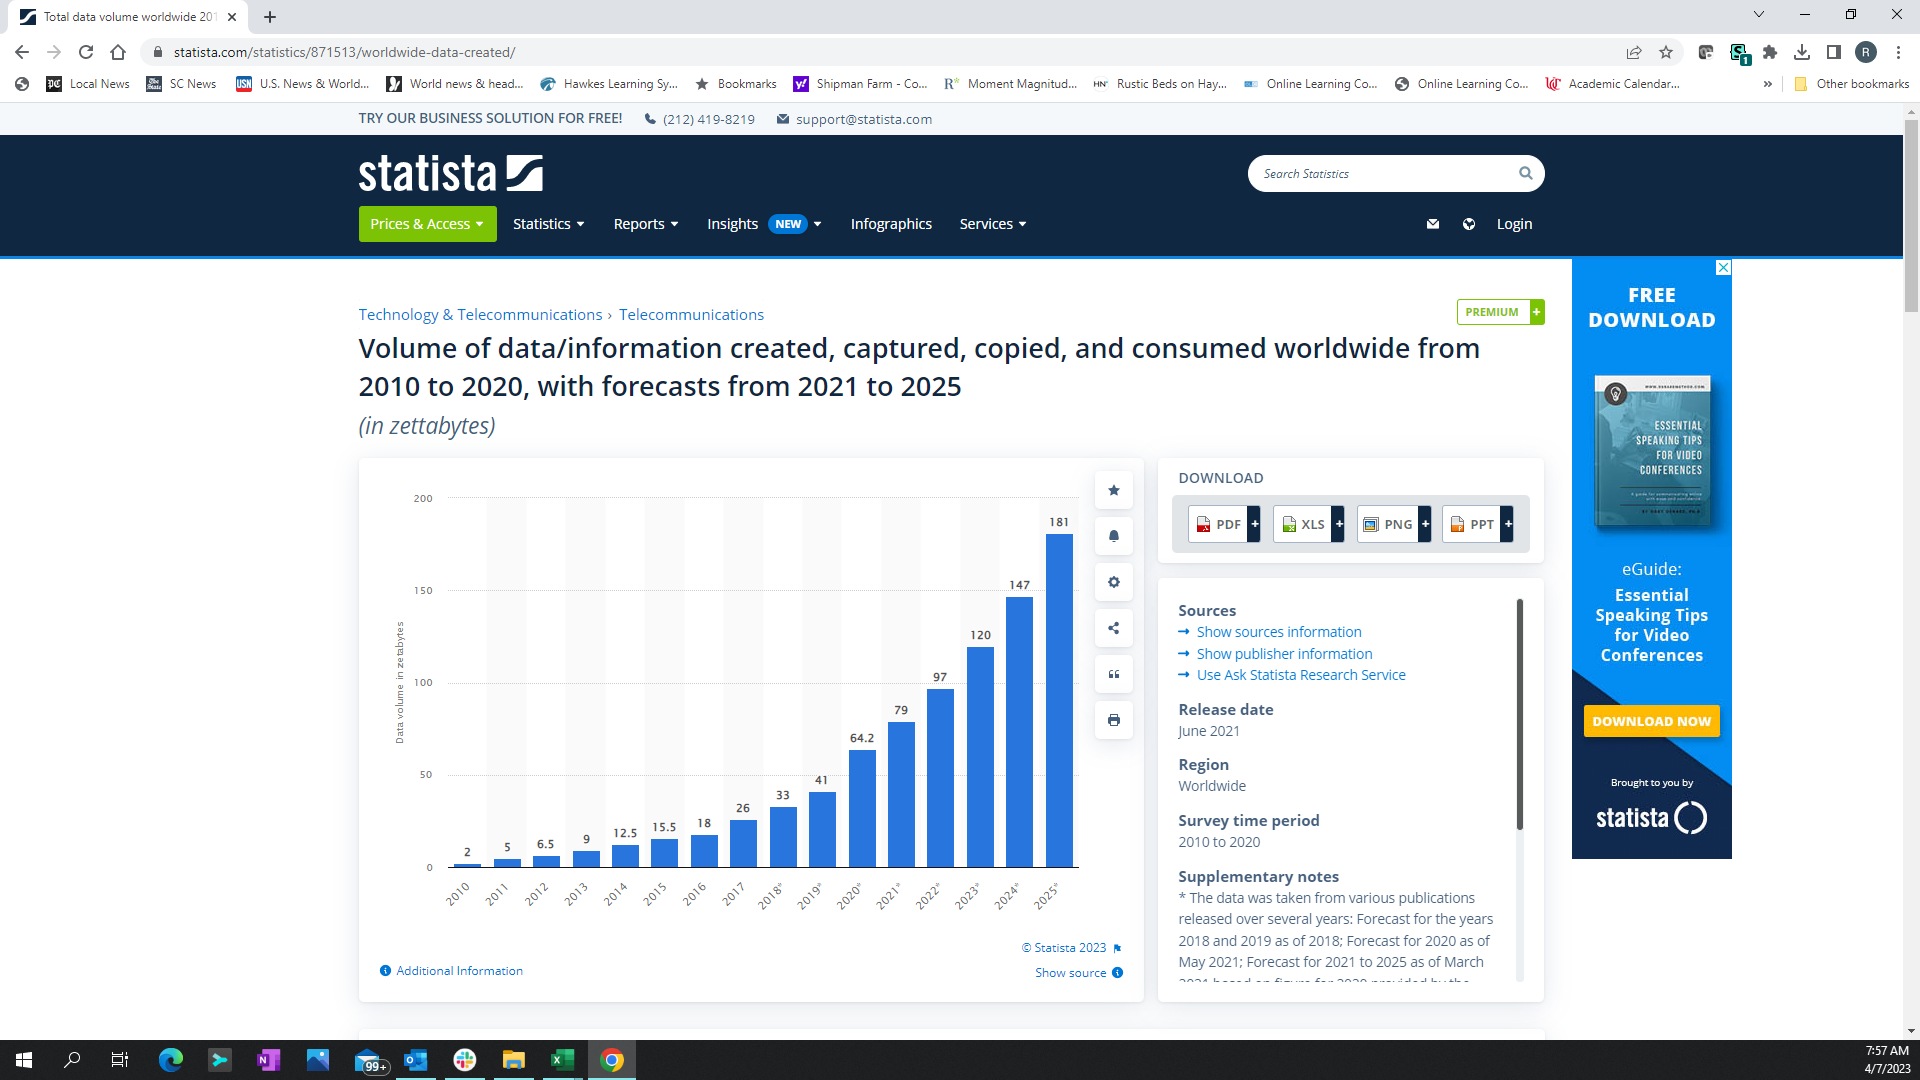 Total data volume worldwide 201
statista.com/statistics/871513/worldwide-data-created/
Local News
SC News
U.S. News & World...
World news & head...
Hawkes Learning Sy...
Bookmarks
Shipman Farm - Co...
Moment Magnitud...
Rustic Beds on Hay...
Online Learning Co...
Online Learning Co...
Academic Calendar...
»
Other bookmarks
TRY OUR BUSINESS SOLUTION FOR FREE!
(212) 419-8219
support@statista.com
statista
Search Statistics
Prices & Access
Statistics
Reports
Insights NEW
Infographics
Services
Login
Technology & Telecommunications › Telecommunications
PREMIUM +
Volume of data/information created, captured, copied, and consumed worldwide from
2010 to 2020, with forecasts from 2021 to 2025
(in zettabytes)
Data volume in zetabytes
200
150
100
50
0
2
5
6.5
9
12.5
15.5
18
26
33
41
64.2
79
97
120
147
181
2010
2011
2012
2013
2014
2015
2016
2017
2018*
2019*
2020*
2021*
2022*
2023*
2024*
2025*
© Statista 2023
Additional Information
Show source
DOWNLOAD
PDF +
XLS +
PNG +
PPT +
Sources
Show sources information
Show publisher information
Use Ask Statista Research Service
Release date
June 2021
Region
Worldwide
Survey time period
2010 to 2020
Supplementary notes
* The data was taken from various publications
released over several years: Forecast for the years
2018 and 2019 as of 2018; Forecast for 2020 as of
May 2021; Forecast for 2021 to 2025 as of March
2021 based on figure for 2020 provided by the
FREE
DOWNLOAD
ESSENTIAL
SPEAKING TIPS
FOR VIDEO
CONFERENCES
eGuide:
Essential
Speaking Tips
for Video
Conferences
DOWNLOAD NOW
Brought to you by
statista
99+
7:57 AM
4/7/2023